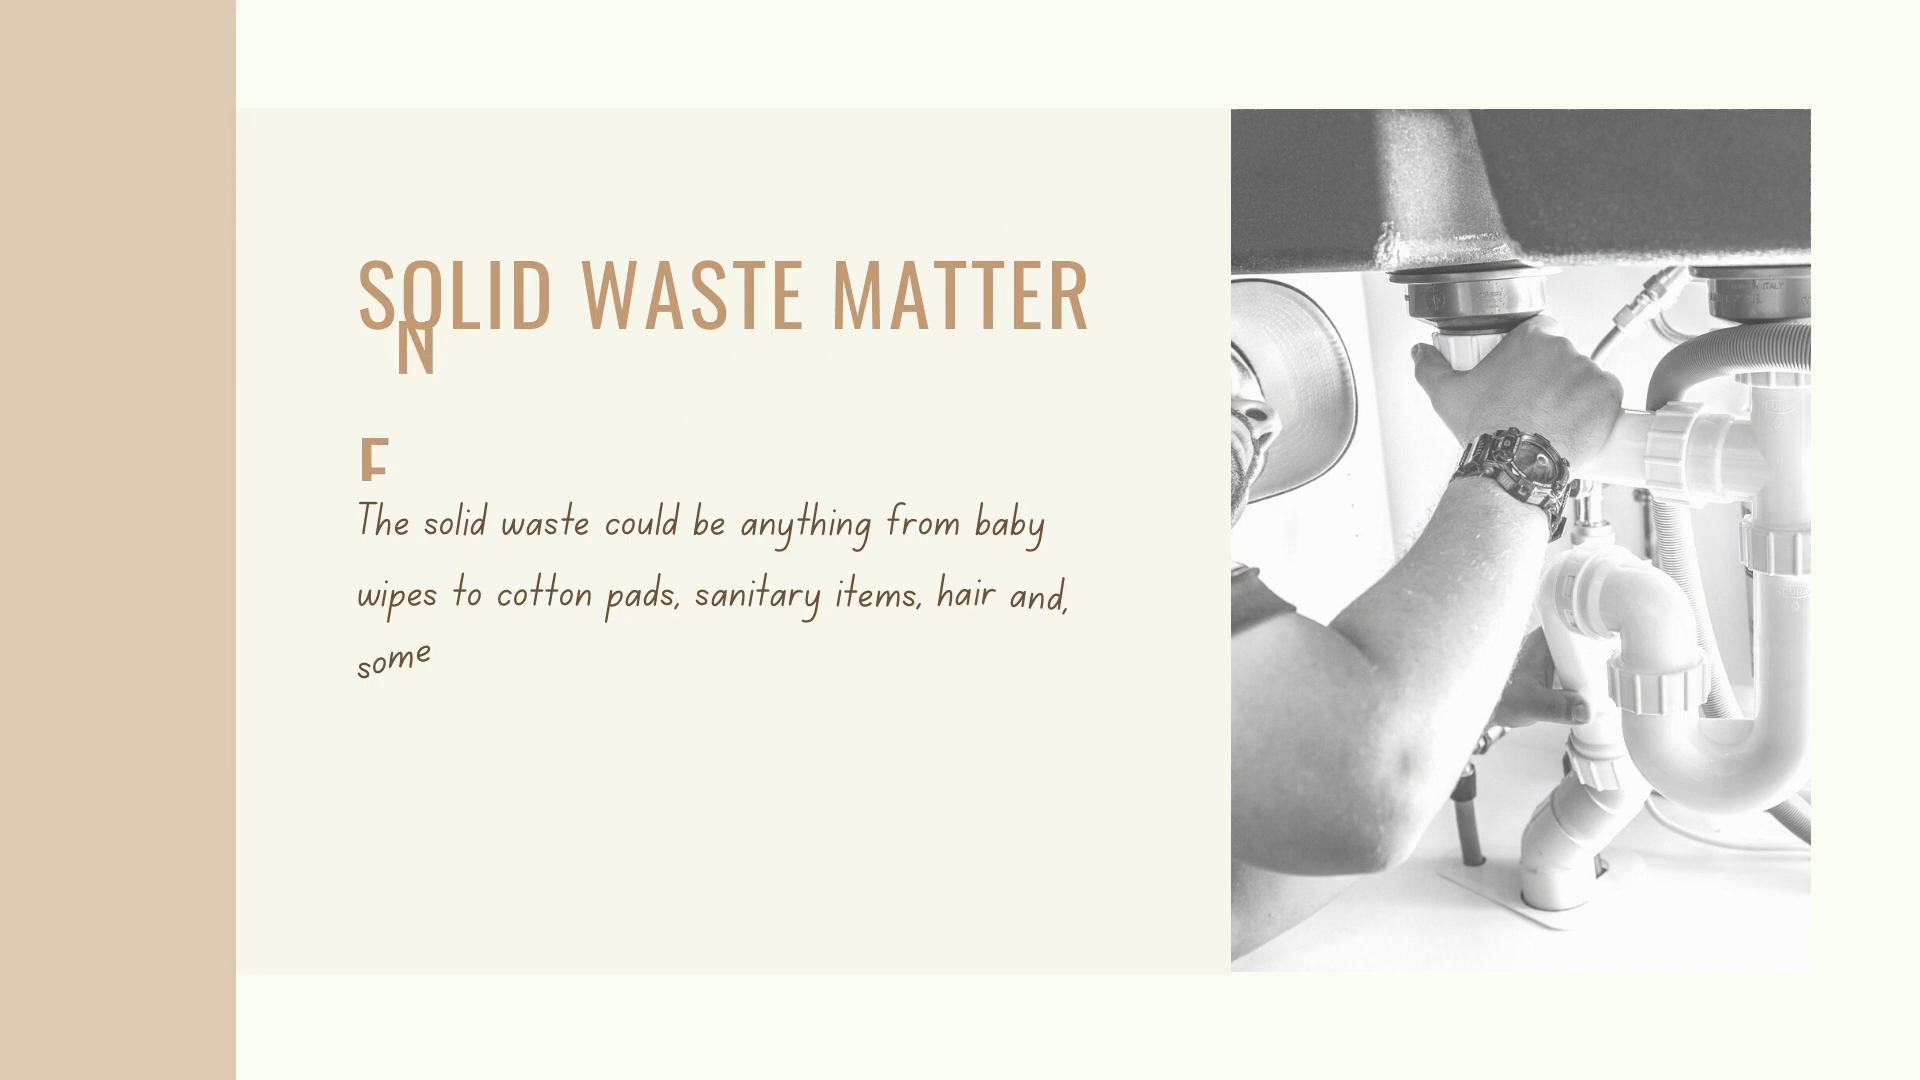 SOLID WASTE MATTER
N
The solid waste could be anything from baby
wipes to cotton pads, sanitary items, hair and,
some